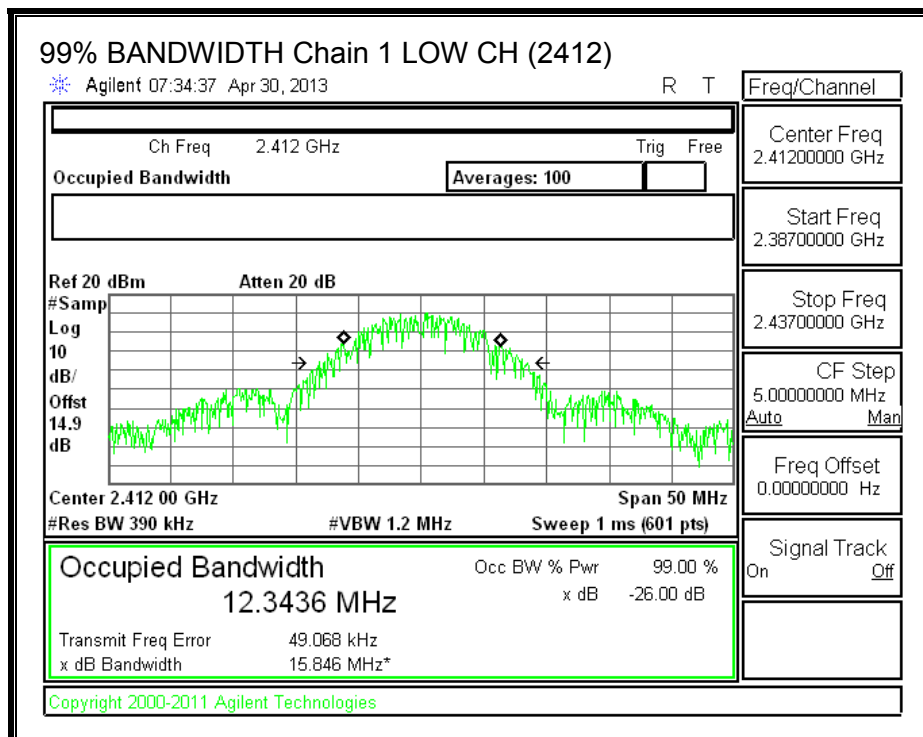 99% BANDWIDTH Chain 1 LOW CH (2412)
Agilent 07:34:37 Apr 30, 2013 R T
Freq/Channel
Ch Freq 2.412 GHz Trig Free
Occupied Bandwidth Averages: 100
Center Freq
2.41200000 GHz
Start Freq
2.38700000 GHz
Stop Freq
2.43700000 GHz
CF Step
5.00000000 MHz
Auto Man
Freq Offset
0.00000000 Hz
Signal Track
On Off
Ref 20 dBm Atten 20 dB
#Samp
Log
10
dB/
Offst
14.9
dB
Center 2.412 00 GHz Span 50 MHz
#Res BW 390 kHz #VBW 1.2 MHz Sweep 1 ms (601 pts)
Occupied Bandwidth Occ BW % Pwr 99.00 %
12.3436 MHz x dB -26.00 dB
Transmit Freq Error 49.068 kHz
x dB Bandwidth 15.846 MHz*
Copyright 2000-2011 Agilent Technologies